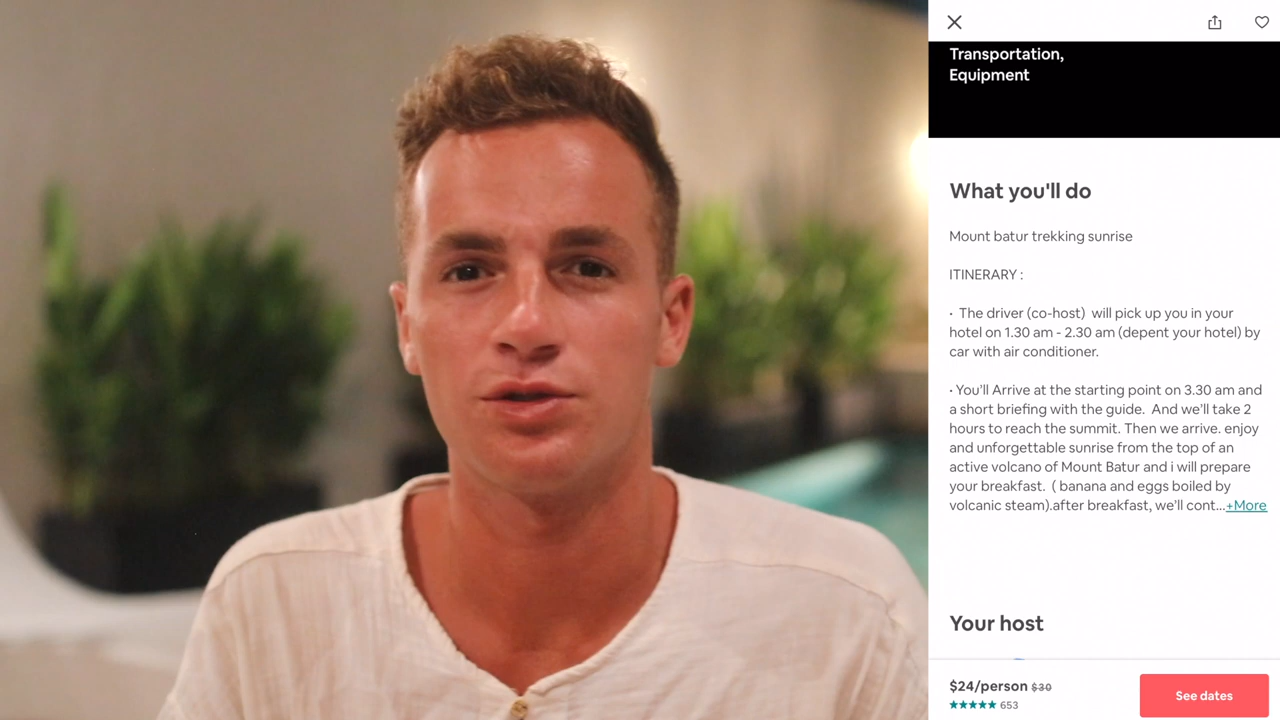 Transportation,
Equipment
What you'll do
Mount batur trekking sunrise
ITINERARY :
· The driver (co-host) will pick up you in your
hotel on 1.30 am - 2.30 am (depent your hotel) by
car with air conditioner.
· You'll Arrive at the starting point on 3.30 am and
a short briefing with the guide. And we'll take 2
hours to reach the summit. Then we arrive. enjoy
and unforgettable sunrise from the top of an
active volcano of Mount Batur and i will prepare
your breakfast. ( banana and eggs boiled by
volcanic steam).after breakfast, we'll cont...+More
Your host
$24/person $30
653
See dates